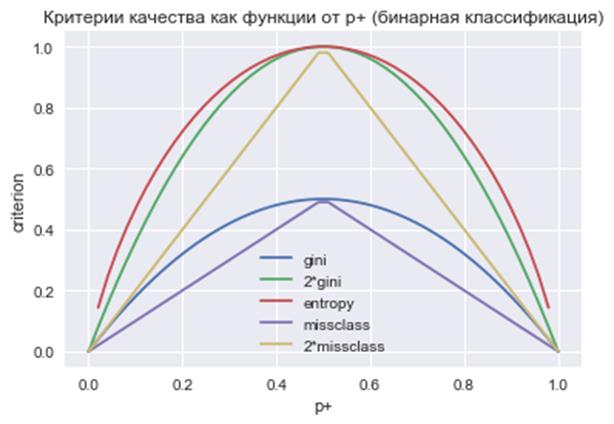 Критерии качества как функции от p+ (бинарная классификация)
criterion
1.0
0.8
0.6
0.4
0.2
0.0
gini
2*gini
entropy
missclass
2*missclass
0.0 0.2 0.4 0.6 0.8 1.0
p+